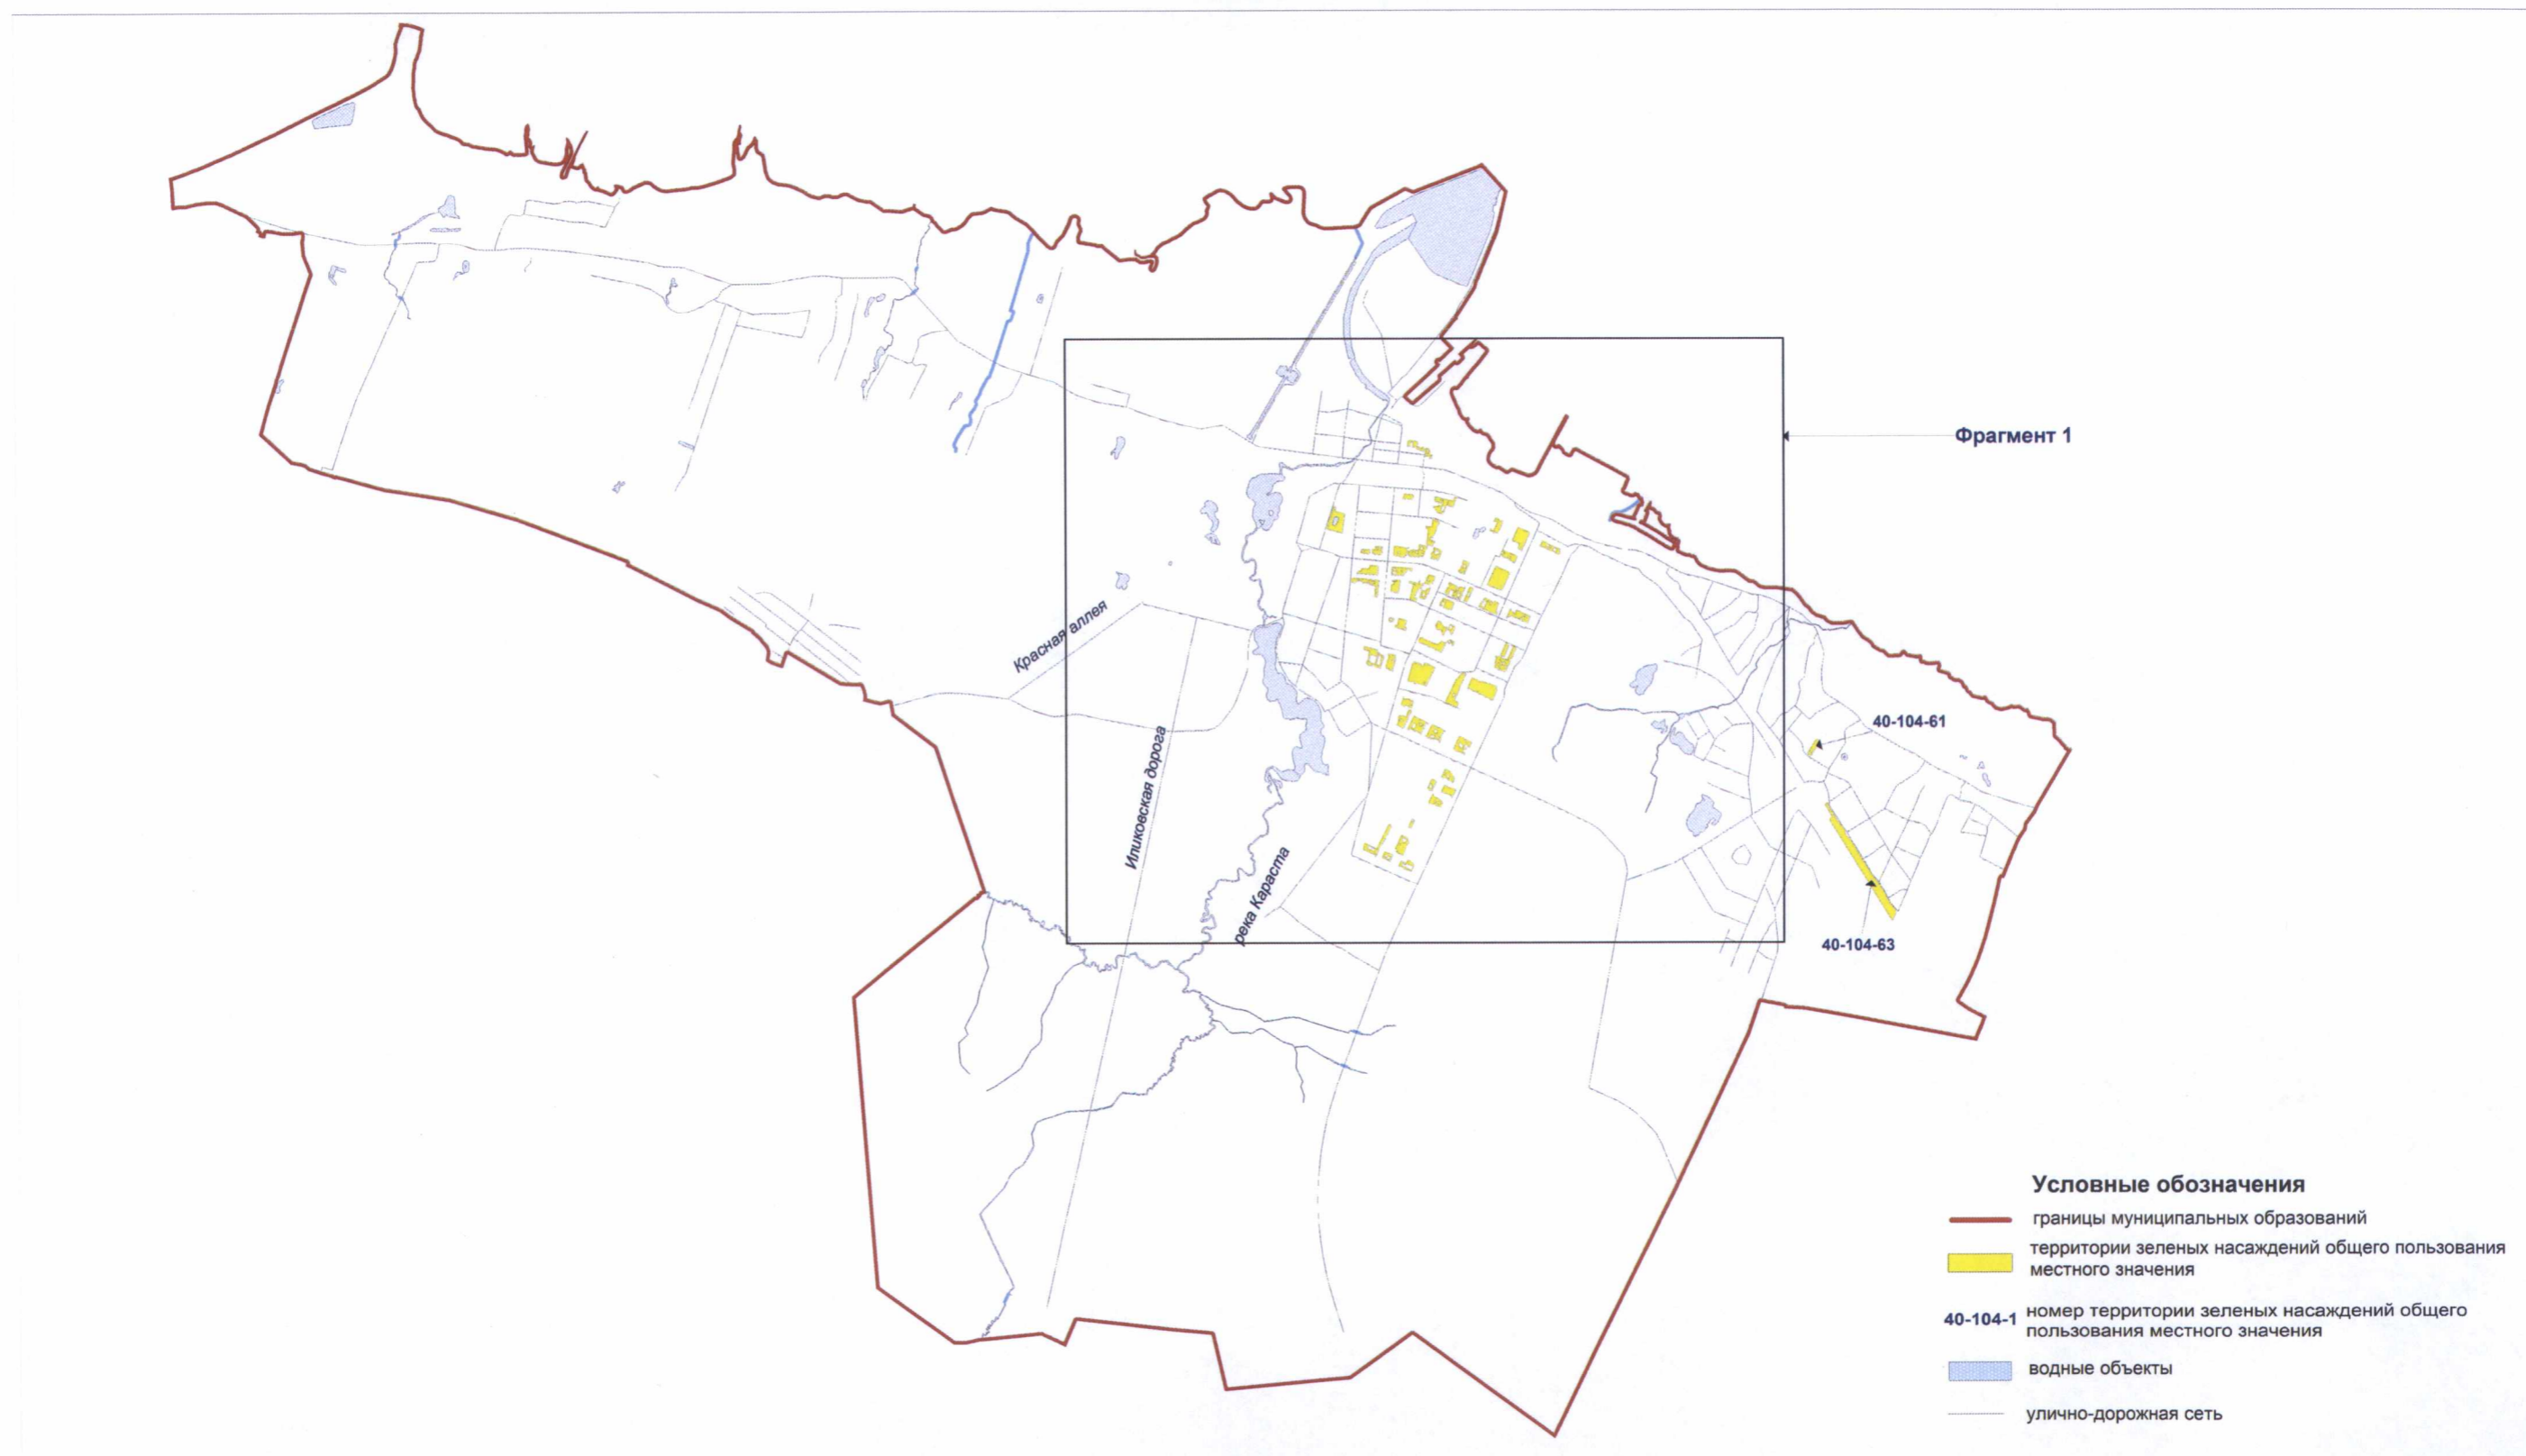 Фрагмент 1
Красная аллея
40-104-61
Иликовская дорога
река Караста
40-104-63
Условные обозначения
границы муниципальных образований
территории зеленых насаждений общего пользования
местного значения
40-104-1
номер территории зеленых насаждений общего
пользования местного значения
водные объекты
улично-дорожная сеть